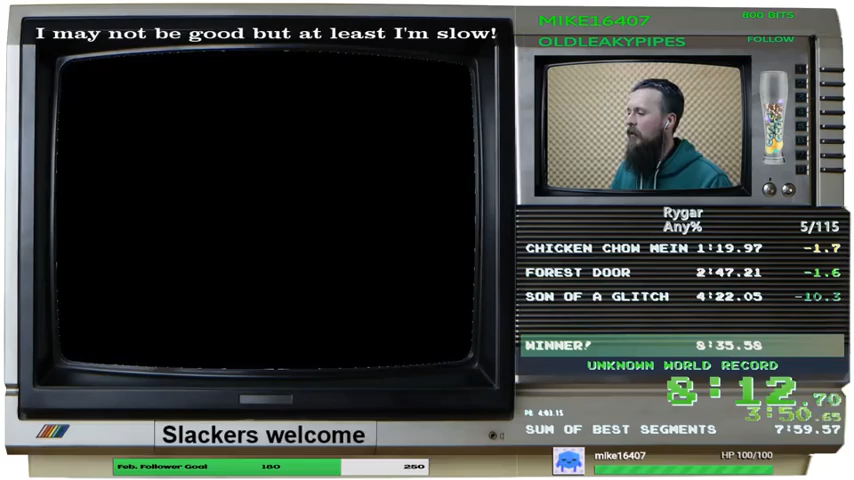 I may not be good but at least I'm slow!
MIKE16407 800 BITS
OLDLEAKYPIPES FOLLOW
Rygar
Any% 5/115
CHICKEN CHOW MEIN 1:19.97 -1.7
FOREST DOOR 2:47.21 -1.6
SON OF A GLITCH 4:22.05 -10.3
WINNER! 8:35.58
UNKNOWN WORLD RECORD
8:12.70
3:50.65
PB 4:03.15
SUM OF BEST SEGMENTS 7:59.57
Slackers welcome
Feb. Follower Goal 180 250
mike16407 HP 100/100